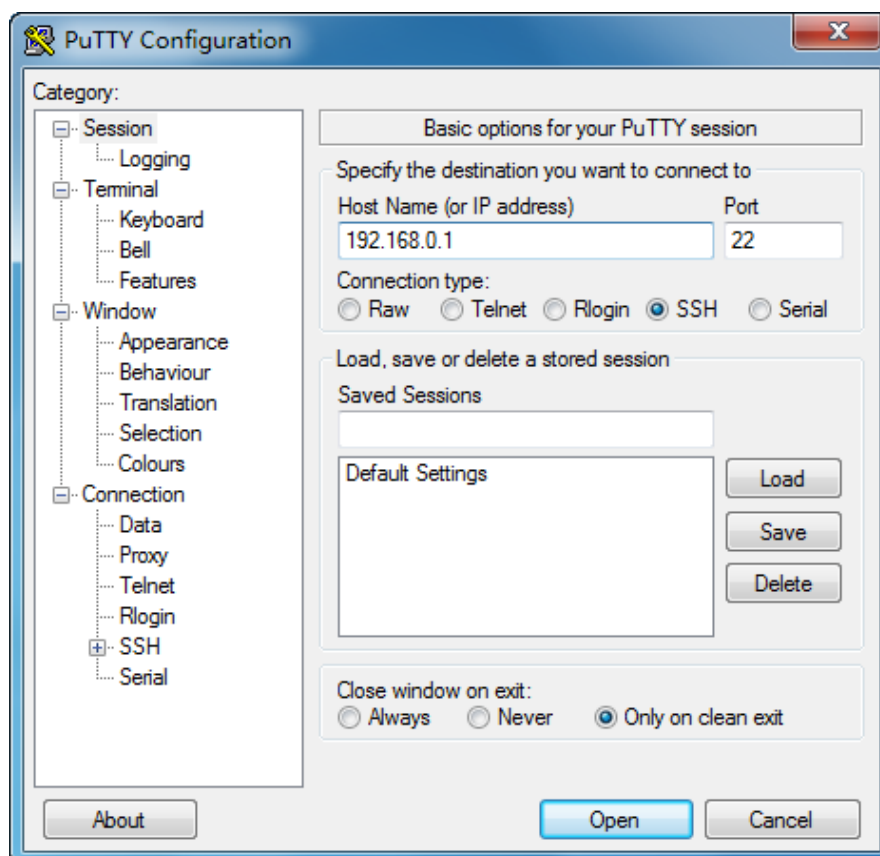 PuTTY Configuration
Category:
Session
Logging
Terminal
Keyboard
Bell
Features
Window
Appearance
Behaviour
Translation
Selection
Colours
Connection
Data
Proxy
Telnet
Rlogin
SSH
Serial
Basic options for your PuTTY session
Specify the destination you want to connect to
Host Name (or IP address) Port
192.168.0.1 22
Connection type:
Raw Telnet Rlogin SSH Serial
Load, save or delete a stored session
Saved Sessions
Default Settings
Load
Save
Delete
Close window on exit:
Always Never Only on clean exit
About Open Cancel